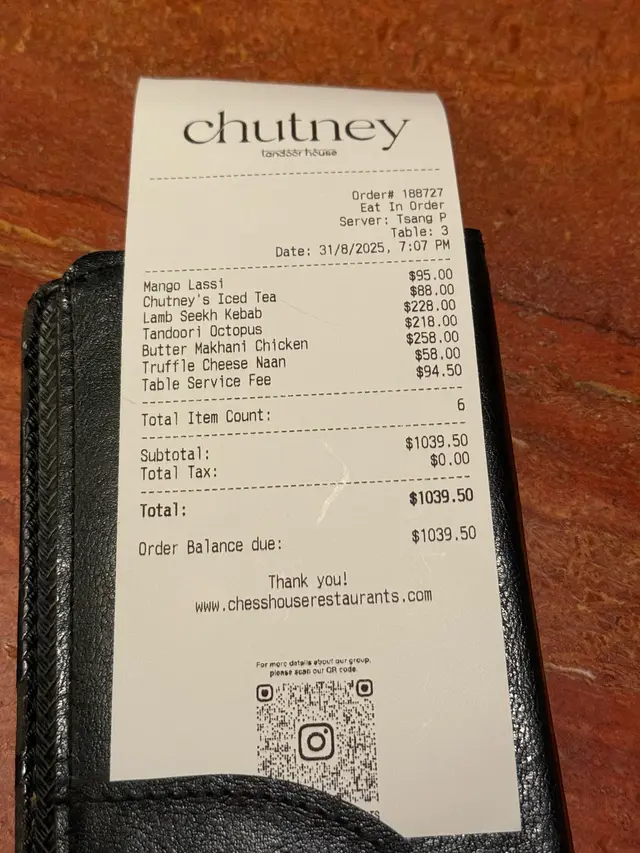 chutney
tandoor house
Order# 188727
Eat In Order
Server: Tsang P
Table: 3
Date: 31/8/2025, 7:07 PM
Mango Lassi $95.00
Chutney's Iced Tea $88.00
Lamb Seekh Kebab $228.00
Tandoori Octopus $218.00
Butter Makhani Chicken $258.00
Truffle Cheese Naan $58.00
Table Service Fee $94.50
Total Item Count: 6
Subtotal: $1039.50
Total Tax: $0.00
Total: $1039.50
Order Balance due: $1039.50
Thank you!
www.chesshouserestaurants.com
For more details about our group,
please scan our QR code.